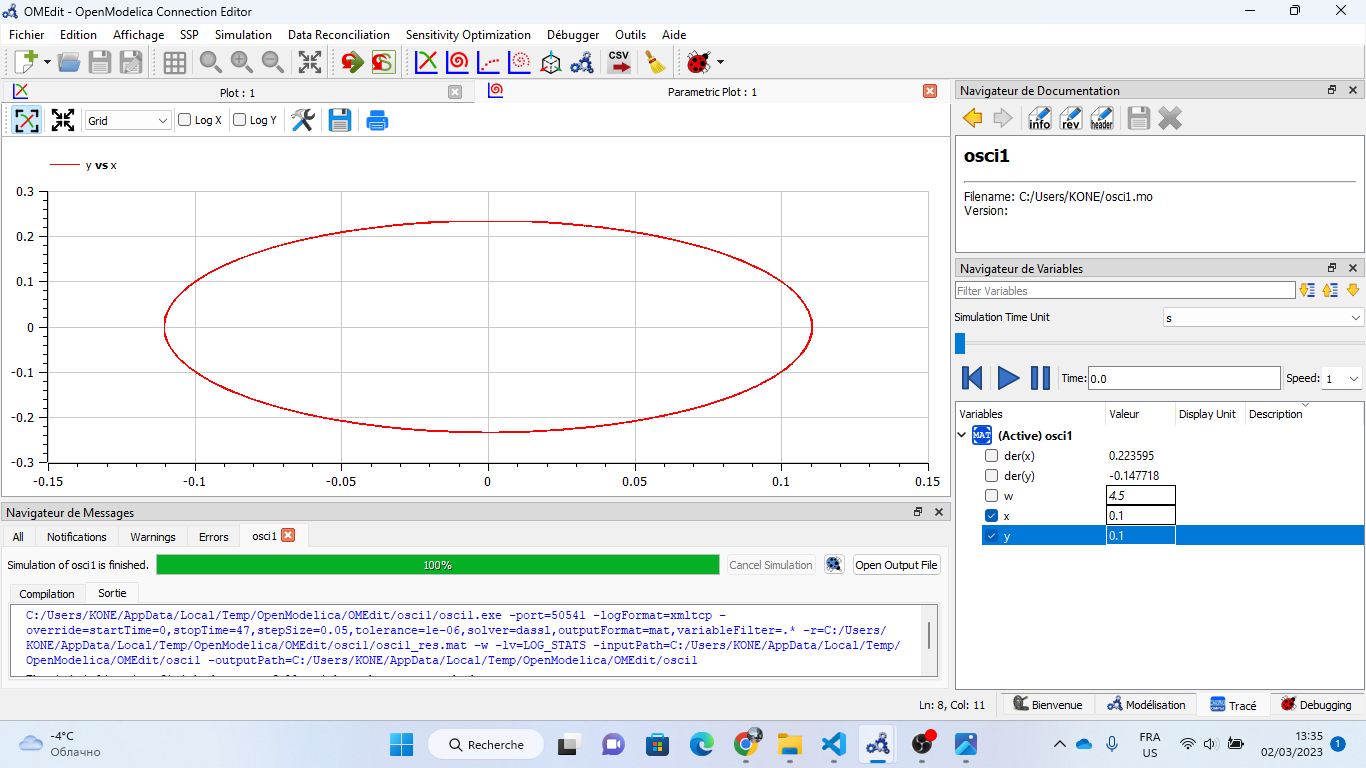 OMEdit - OpenModelica Connection Editor
Fichier Edition Affichage SSP Simulation Data Reconciliation Sensitivity Optimization Débugger Outils Aide
CSV
Plot : 1
Parametric Plot : 1
Grid
Log X
Log Y
y vs x
0.3
0.2
0.1
0
-0.1
-0.2
-0.3
-0.15 -0.1 -0.05 0 0.05 0.1 0.15
Navigateur de Messages
All Notifications Warnings Errors osci1
Simulation of osci1 is finished. 100% Cancel Simulation Open Output File
Compilation Sortie
C:/Users/KONE/AppData/Local/Temp/OpenModelica/OMEdit/osci1/osci1.exe -port=50541 -logFormat=xmltcp -
override=startTime=0,stopTime=47,stepSize=0.05,tolerance=1e-06,solver=dassl,outputFormat=mat,variableFilter=.* -r=C:/Users/
KONE/AppData/Local/Temp/OpenModelica/OMEdit/osci1/osci1_res.mat -w -lv=LOG_STATS -inputPath=C:/Users/KONE/AppData/Local/Temp/
OpenModelica/OMEdit/osci1 -outputPath=C:/Users/KONE/AppData/Local/Temp/OpenModelica/OMEdit/osci1
Navigateur de Documentation
info rev header
osci1
Filename: C:/Users/KONE/osci1.mo
Version:
Navigateur de Variables
Filter Variables
Simulation Time Unit s
Time: 0.0 Speed: 1
Variables Valeur Display Unit Description
MAT (Active) osci1
der(x) 0.223595
der(y) -0.147718
w 4.5
x 0.1
y 0.1
Ln: 8, Col: 11 Bienvenue Modélisation Tracé Debugging
-4°C
Облачно
Recherche
FRA
US
13:35
02/03/2023
1